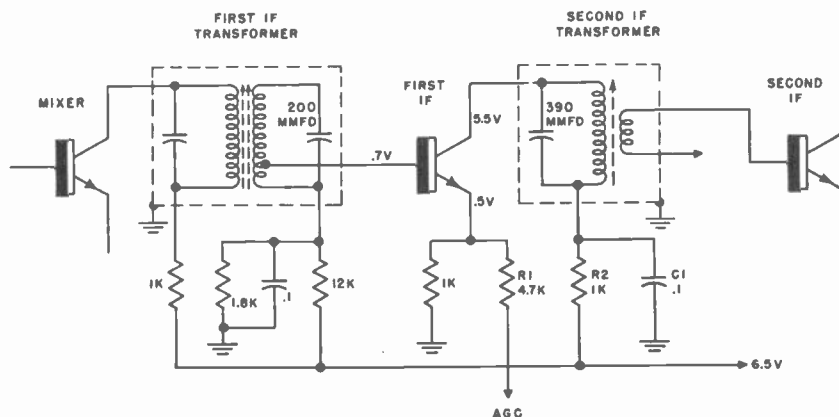 FIRST IF
TRANSFORMER
SECOND IF
TRANSFORMER
MIXER
200
MMFD
FIRST
IF
390
MMFD
SECOND
IF
5.5V
.7V
.5V
1K
1.8K
.1
12K
1K
R1
4.7K
R2
1K
C1
.1
6.5V
AGC